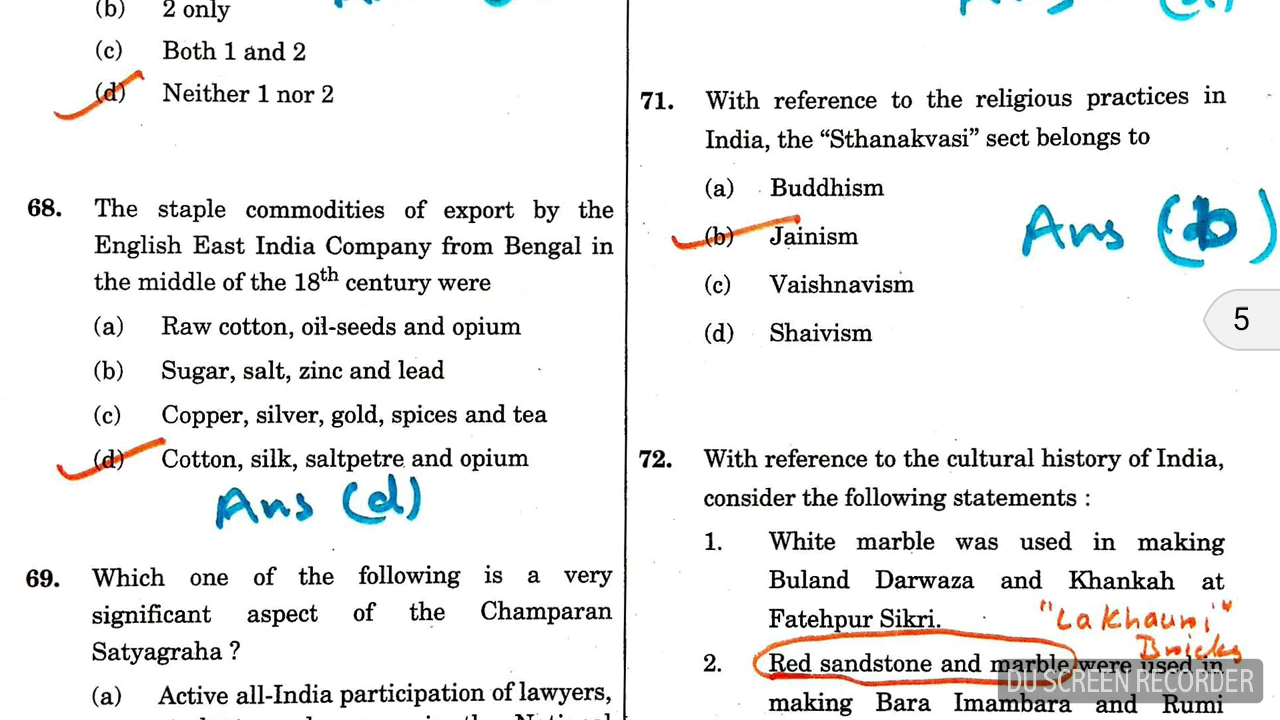 (b) 2 only
(c) Both 1 and 2
(d) Neither 1 nor 2
68. The staple commodities of export by the
English East India Company from Bengal in
the middle of the 18th century were
(a) Raw cotton, oil-seeds and opium
(b) Sugar, salt, zinc and lead
(c) Copper, silver, gold, spices and tea
(d) Cotton, silk, saltpetre and opium
Ans (d)
69. Which one of the following is a very
significant aspect of the Champaran
Satyagraha ?
(a) Active all-India participation of lawyers,
71. With reference to the religious practices in
India, the “Sthanakvasi” sect belongs to
(a) Buddhism
(b) Jainism
Ans (b)
(c) Vaishnavism
(d) Shaivism
5
72. With reference to the cultural history of India,
consider the following statements :
1. White marble was used in making
Buland Darwaza and Khankah at
Fatehpur Sikri.
"Lakhauri"
Bricks
2. Red sandstone and marble were used in
making Bara Imambara and Rumi
DU SCREEN RECORDER